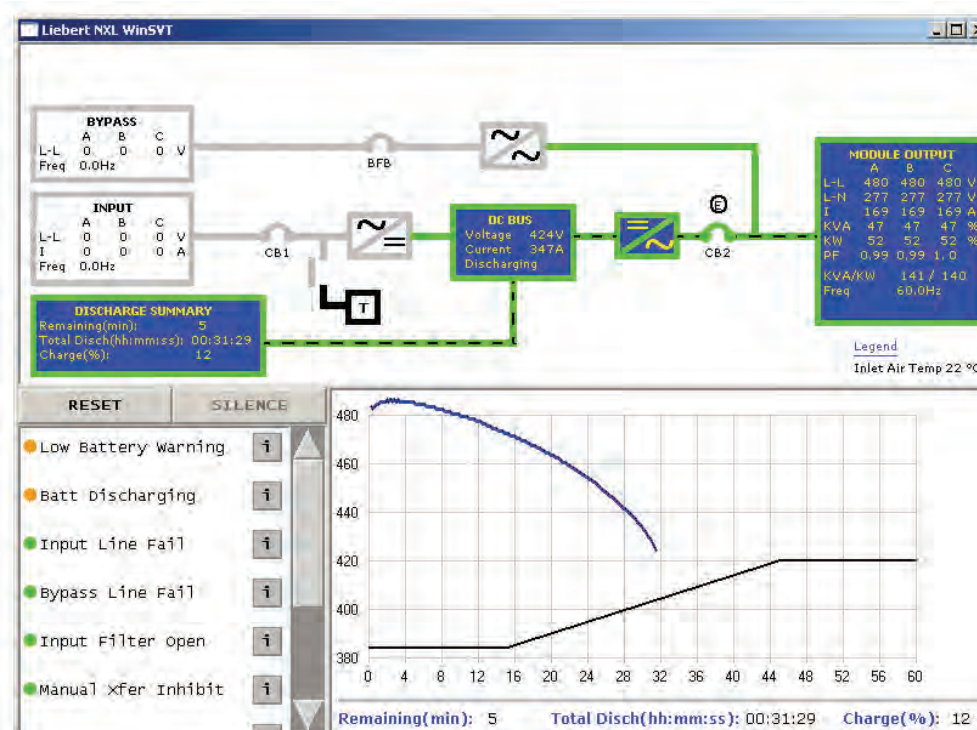 Liebert NXL WinSVT
BYPASS
A B C
L-L 0 0 0 V
Freq 0.0Hz
BFB
INPUT
A B C
L-L 0 0 0 V
I 0 0 0 A
Freq 0.0Hz
CB1
T
DC BUS
Voltage 424V
Current 347A
Discharging
E
CB2
MODULE OUTPUT
A B C
L-L 480 480 480 V
L-N 277 277 277 V
I 169 169 169 A
KVA 47 47 47 %
KW 52 52 52 %
PF 0.99 0.99 1.0
KVA/KW 141 / 140
Freq 60.0Hz
DISCHARGE SUMMARY
Remaining(min): 5
Total Disch(hh:mm:ss): 00:31:29
Charge(%): 12
Legend
Inlet Air Temp 22 °C
RESET SILENCE
Low Battery Warning i
Batt Discharging i
Input Line Fail i
Bypass Line Fail i
Input Filter Open i
Manual Xfer Inhibit i
480
460
440
420
400
380
0 4 8 12 16 20 24 28 32 36 40 44 48 52 56 60
Remaining(min): 5 Total Disch(hh:mm:ss): 00:31:29 Charge(%): 12